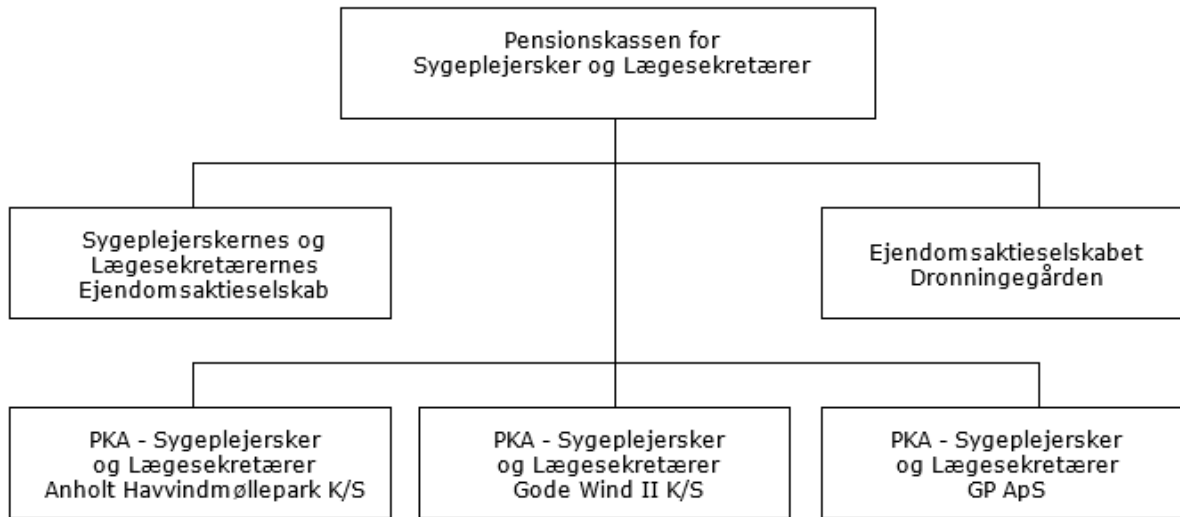 Pensionskassen for
Sygeplejersker og Lægesekretærer
Sygeplejerskernes og
Lægesekretærernes
Ejendomsaktieselskab
Ejendomsaktieselskabet
Dronningegården
PKA - Sygeplejersker
og Lægesekretærer
Anholt Havvindmøllepark K/S
PKA - Sygeplejersker
og Lægesekretærer
Gode Wind II K/S
PKA - Sygeplejersker
og Lægesekretærer
GP ApS